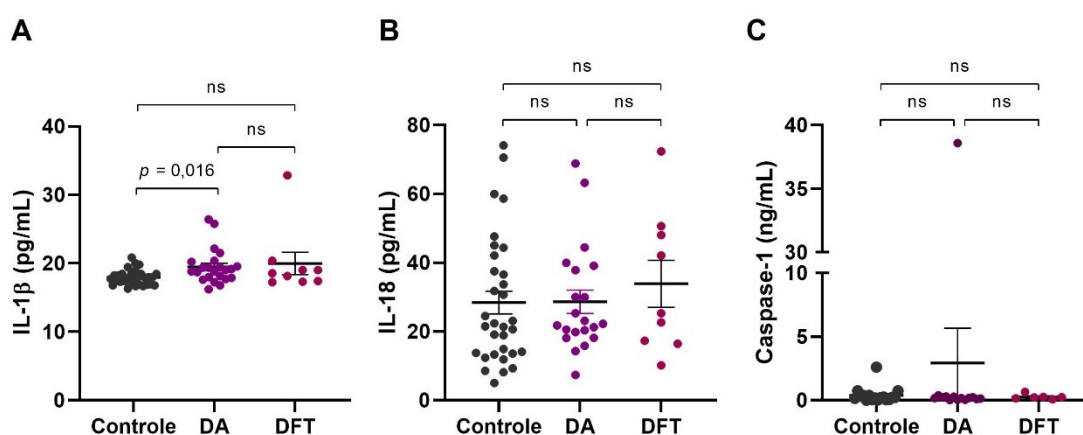 A
ns
ns
p = 0,016
IL-1β (pg/mL)
40
30
20
10
0
Controle DA DFT
B
ns
ns ns
IL-18 (pg/mL)
80
60
40
20
0
Controle DA DFT
C
ns
ns ns
Caspase-1 (ng/mL)
40
35
30
10
5
0
Controle DA DFT